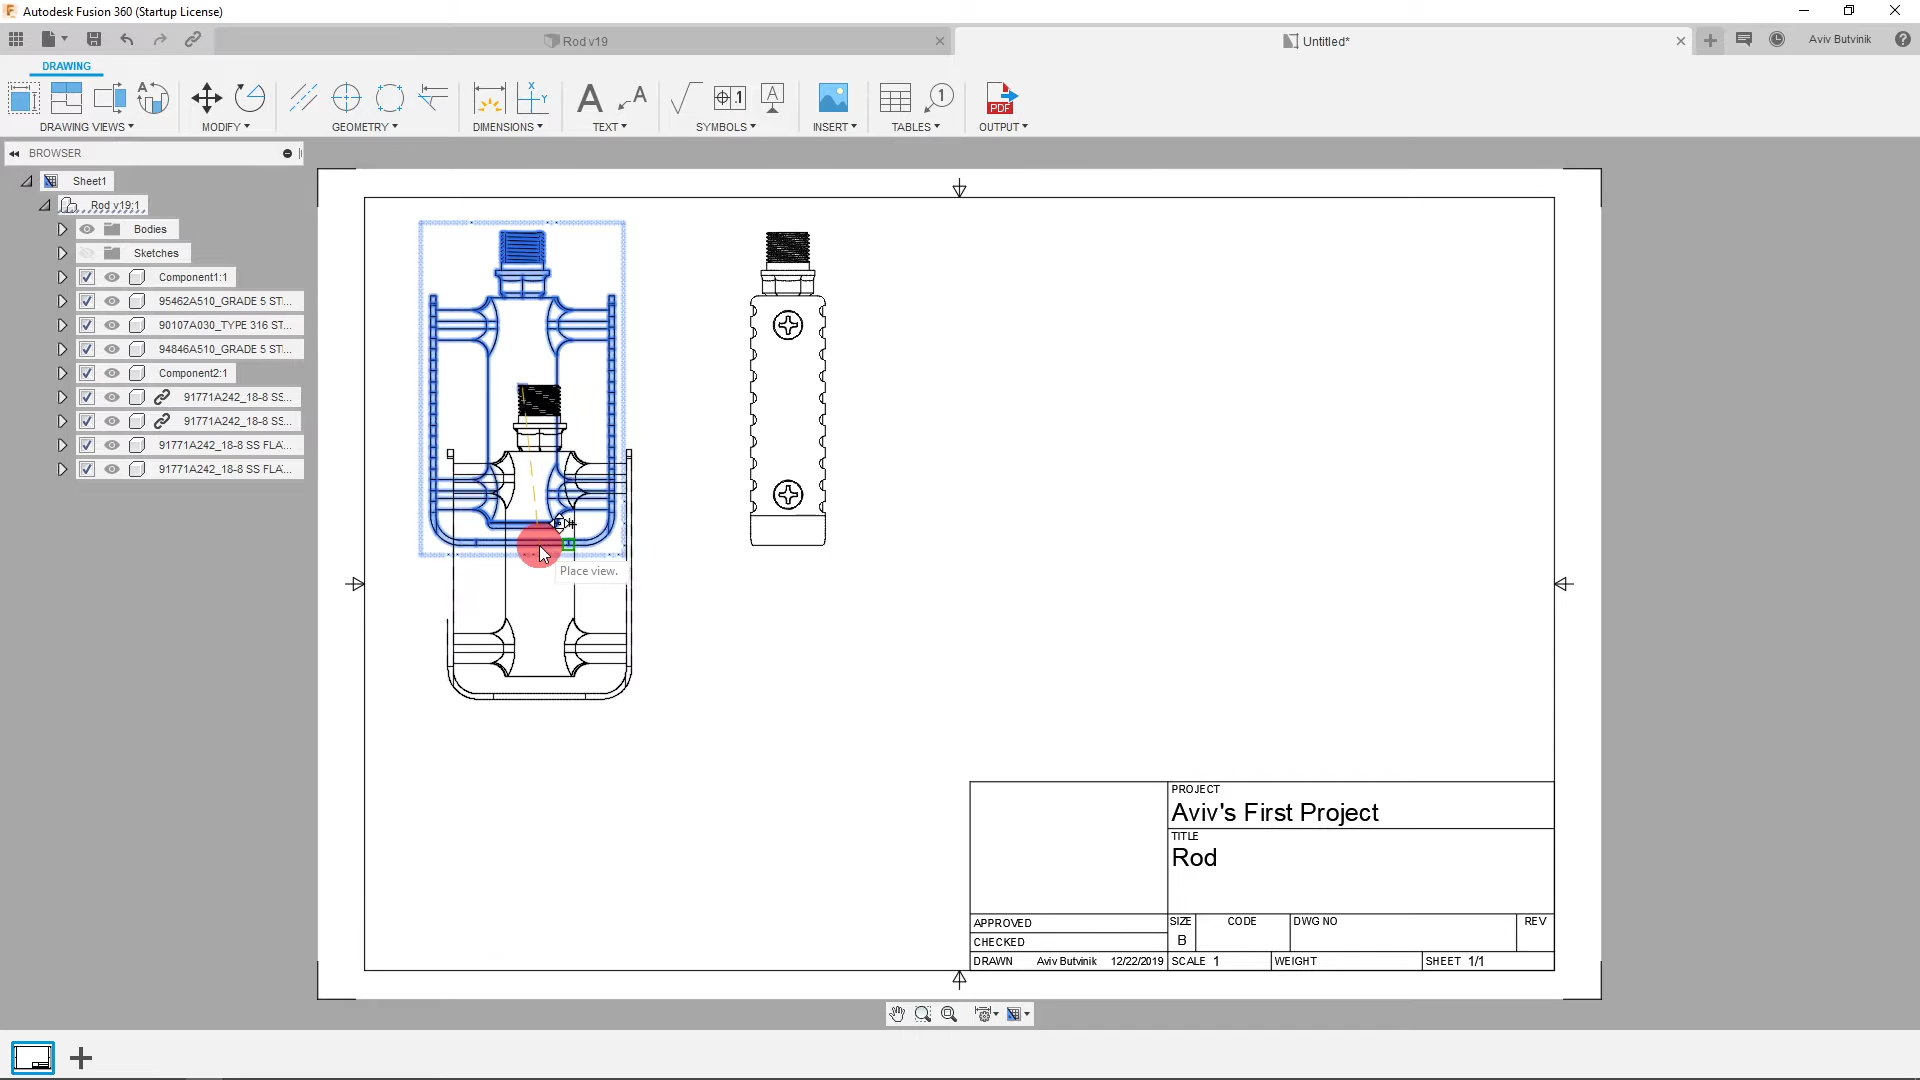 Autodesk Fusion 360 (Startup License)
Rod v19
Untitled*
Aviv Butvinik
DRAWING
DRAWING VIEWS
MODIFY
GEOMETRY
DIMENSIONS
TEXT
SYMBOLS
INSERT
TABLES
OUTPUT
BROWSER
Sheet1
Rod v19:1
Bodies
Sketches
Component1:1
95462A510_GRADE 5 ST...
90107A030_TYPE 316 ST...
94846A510_GRADE 5 ST...
Component2:1
91771A242_18-8 SS...
91771A242_18-8 SS...
91771A242_18-8 SS FLA...
91771A242_18-8 SS FLA...
Place view.
PROJECT
Aviv's First Project
TITLE
Rod
APPROVED
CHECKED
DRAWN Aviv Butvinik 12/22/2019
SIZE
B
CODE
DWG NO
REV
SCALE 1
WEIGHT
SHEET 1/1
PDF